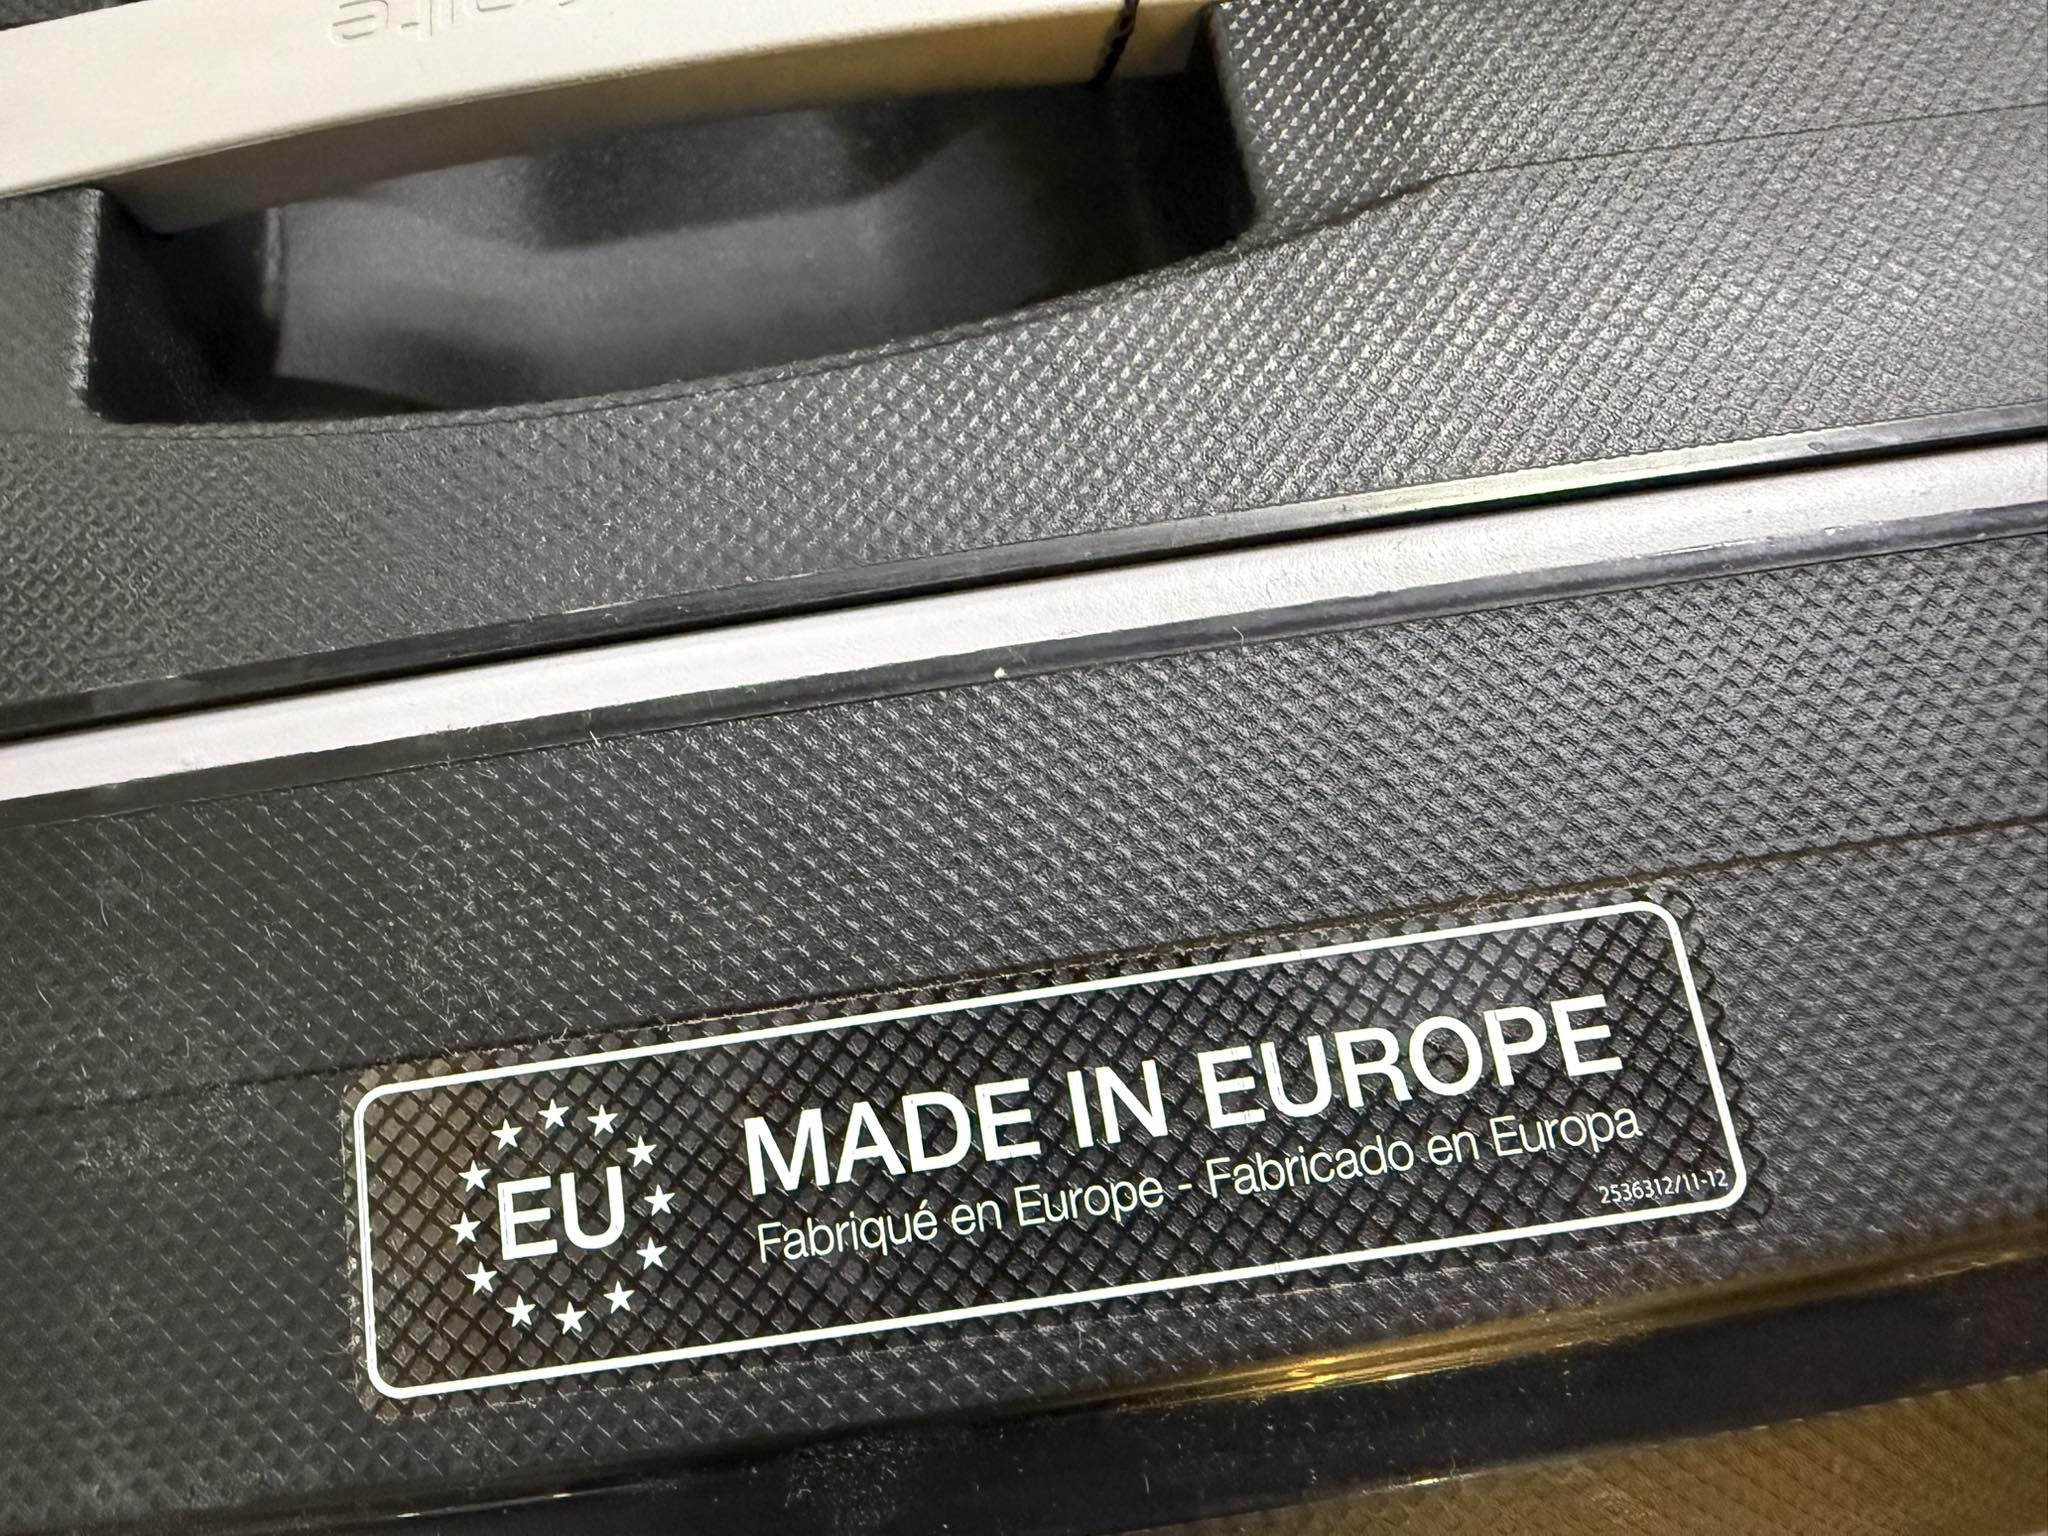 EU
MADE IN EUROPE
Fabriqué en Europe - Fabricado en Europa
2536312/11-12